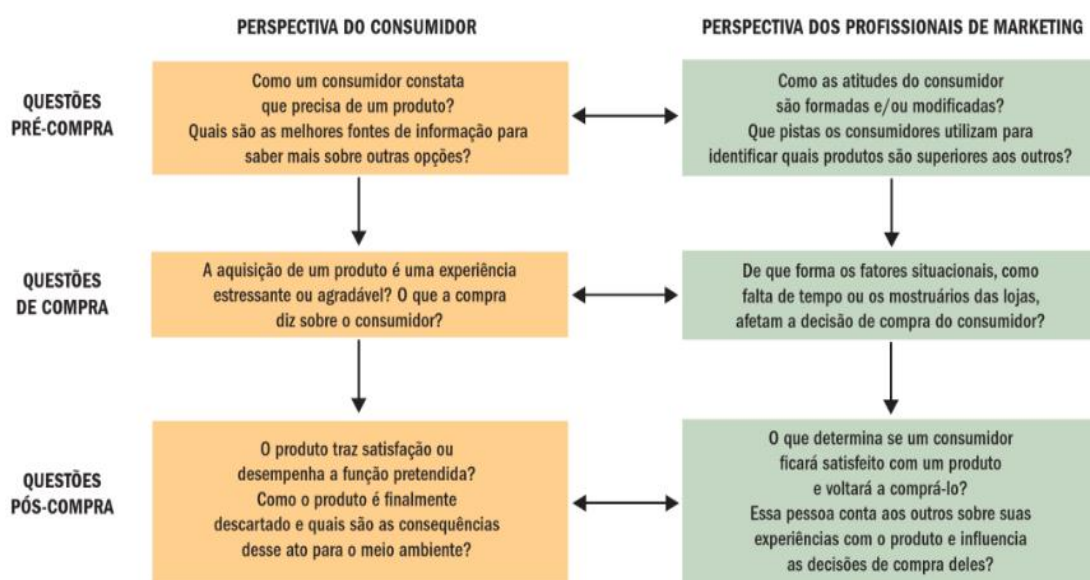 PERSPECTIVA DO CONSUMIDOR
PERSPECTIVA DOS PROFISSIONAIS DE MARKETING
QUESTÕES
PRÉ-COMPRA
Como um consumidor constata
que precisa de um produto?
Quais são as melhores fontes de informação para
saber mais sobre outras opções?
Como as atitudes do consumidor
são formadas e/ou modificadas?
Que pistas os consumidores utilizam para
identificar quais produtos são superiores aos outros?
QUESTÕES
DE COMPRA
A aquisição de um produto é uma experiência
estressante ou agradável? O que a compra
diz sobre o consumidor?
De que forma os fatores situacionais, como
falta de tempo ou os mostruários das lojas,
afetam a decisão de compra do consumidor?
QUESTÕES
PÓS-COMPRA
O produto traz satisfação ou
desempenha a função pretendida?
Como o produto é finalmente
descartado e quais são as consequências
desse ato para o meio ambiente?
O que determina se um consumidor
ficará satisfeito com um produto
e voltará a comprá-lo?
Essa pessoa conta aos outros sobre suas
experiências com o produto e influencia
as decisões de compra deles?